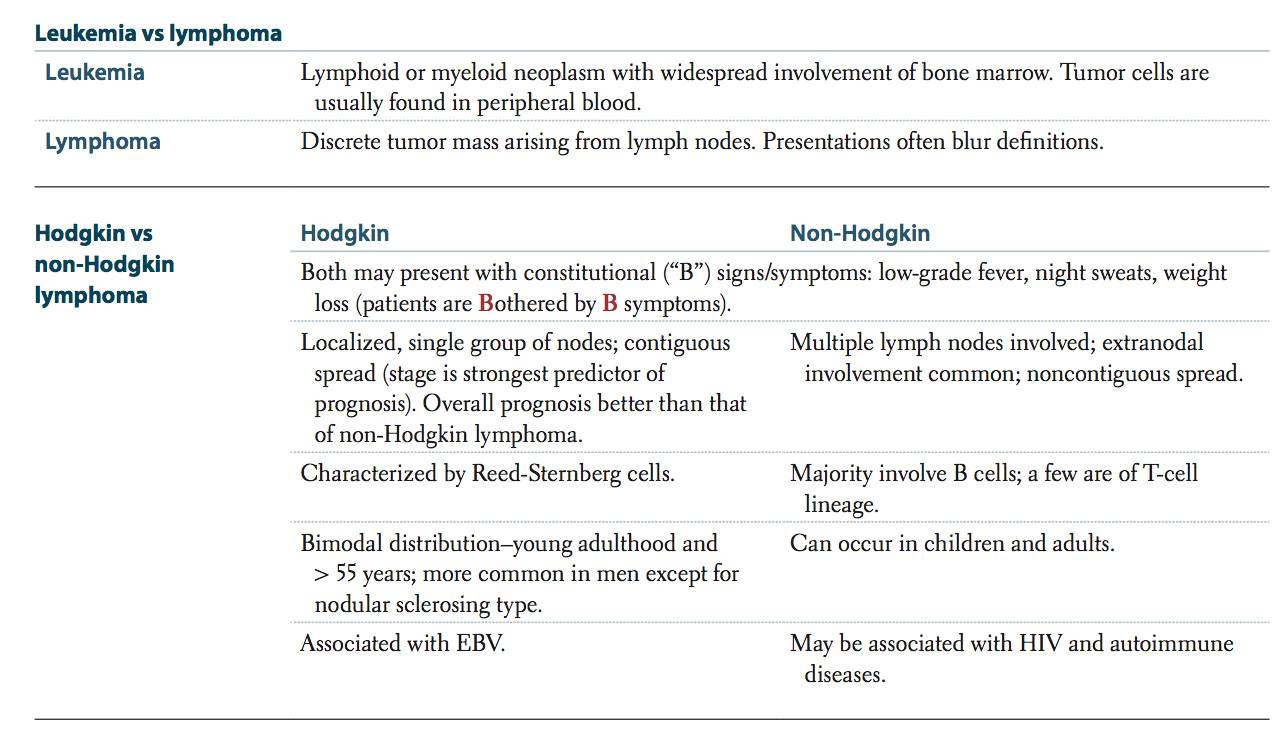 Leukemia vs lymphoma
Leukemia
Lymphoid or myeloid neoplasm with widespread involvement of bone marrow. Tumor cells are
usually found in peripheral blood.
Lymphoma
Discrete tumor mass arising from lymph nodes. Presentations often blur definitions.
Hodgkin vs
non-Hodgkin
lymphoma
Hodgkin
Non-Hodgkin
Both may present with constitutional (“B”) signs/symptoms: low-grade fever, night sweats, weight
loss (patients are Bothered by B symptoms).
Localized, single group of nodes; contiguous
spread (stage is strongest predictor of
prognosis). Overall prognosis better than that
of non-Hodgkin lymphoma.
Multiple lymph nodes involved; extranodal
involvement common; noncontiguous spread.
Characterized by Reed-Sternberg cells.
Majority involve B cells; a few are of T-cell
lineage.
Bimodal distribution–young adulthood and
> 55 years; more common in men except for
nodular sclerosing type.
Can occur in children and adults.
Associated with EBV.
May be associated with HIV and autoimmune
diseases.